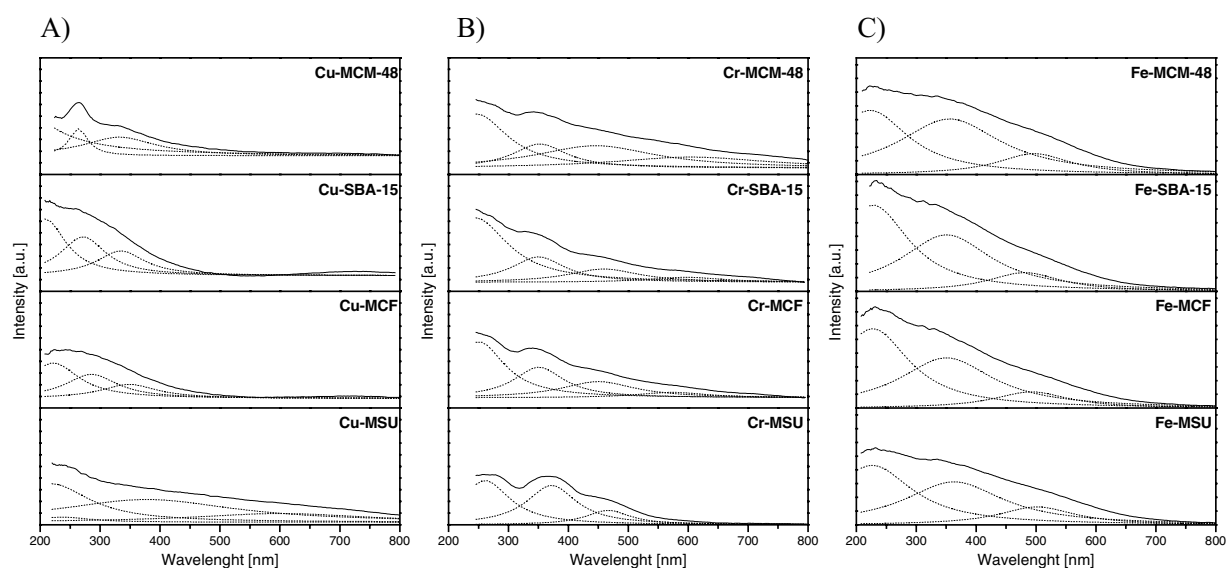 A)
B)
C)
Cu-MCM-48
Cu-SBA-15
Cu-MCF
Cu-MSU
Intensity [a.u.]
200 300 400 500 600 700 800
Wavelenght [nm]
Cr-MCM-48
Cr-SBA-15
Cr-MCF
Cr-MSU
Intensity [a.u.]
200 300 400 500 600 700 800
Wavelenght [nm]
Fe-MCM-48
Fe-SBA-15
Fe-MCF
Fe-MSU
Intensity [a.u.]
200 300 400 500 600 700 800
Wavelenght [nm]